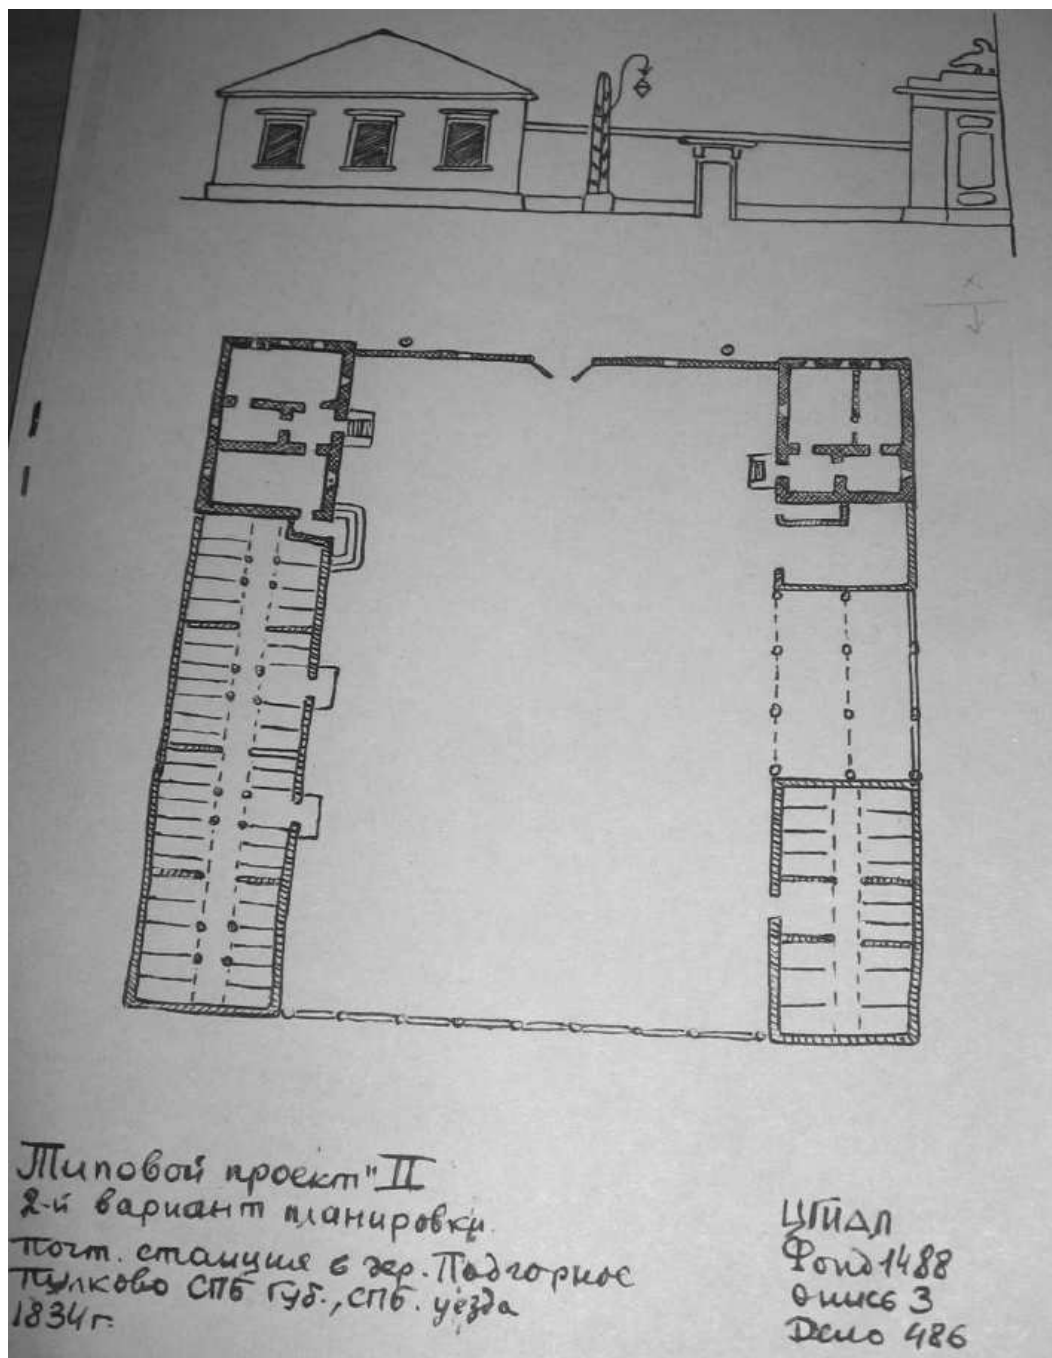 Типовой проект "II
2-й вариант планировки.
Почт. станция в дер. Подгорное
Пулково СПБ Губ., СПб. уезда
1834 г.
ЦГИАЛ
Фонд 1488
Опись 3
Дело 486